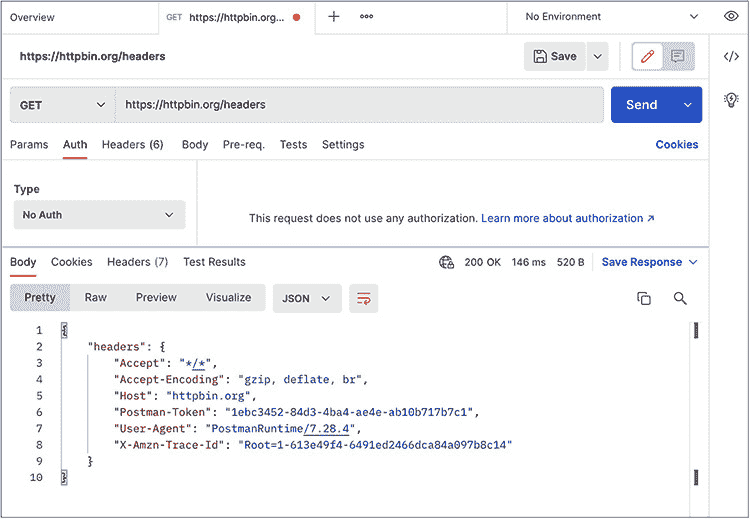 Overview
GET https://httpbin.org...
No Environment
https://httpbin.org/headers
Save
GET https://httpbin.org/headers Send
Params Auth Headers (6) Body Pre-req. Tests Settings Cookies
Type
No Auth
This request does not use any authorization. Learn more about authorization ↗
Body Cookies Headers (7) Test Results 200 OK 146 ms 520 B Save Response
Pretty Raw Preview Visualize JSON
1 {
2 "headers": {
3 "Accept": "*/*",
4 "Accept-Encoding": "gzip, deflate, br",
5 "Host": "httpbin.org",
6 "Postman-Token": "1ebc3452-84d3-4ba4-ae4e-ab10b717b7c1",
7 "User-Agent": "PostmanRuntime/7.28.4",
8 "X-Amzn-Trace-Id": "Root=1-613e49f4-6491ed2466dca84a097b8c14"
9 }
10 }